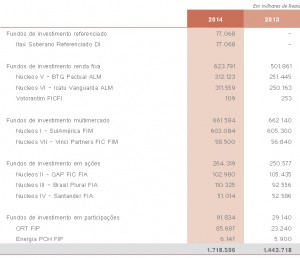 Em milhares de Reais
2014 2013
Fundos de investimento referenciado 77.068 –
Itaú Soberano Referenciado DI 77.068 –
Fundos de investimento renda fixa 623.791 501.861
Nucleos V – BTG Pactual ALM 312.123 251.445
Nucleos VI – Icatu Vanguarda ALM 311.559 250.163
Votorantim FICFI 109 253
Fundos de investimento multimercado 661.584 662.140
Nucleos I – SulAmérica FIM 603.084 605.300
Nucleos VII – Vinci Partners FIC FIM 58.500 56.840
Fundos de investimento em ações 264.319 250.577
Nucleos II – GAP FIC FIA 102.980 105.435
Nucleos III – Brasil Plural FIA 110.325 92.556
Nucleos IV – Santander FIA 51.014 52.586
Fundos de investimento em participações 91.834 29.140
CRT FIP 85.687 23.240
Energia PCH FIP 6.147 5.900
1.718.596 1.443.718